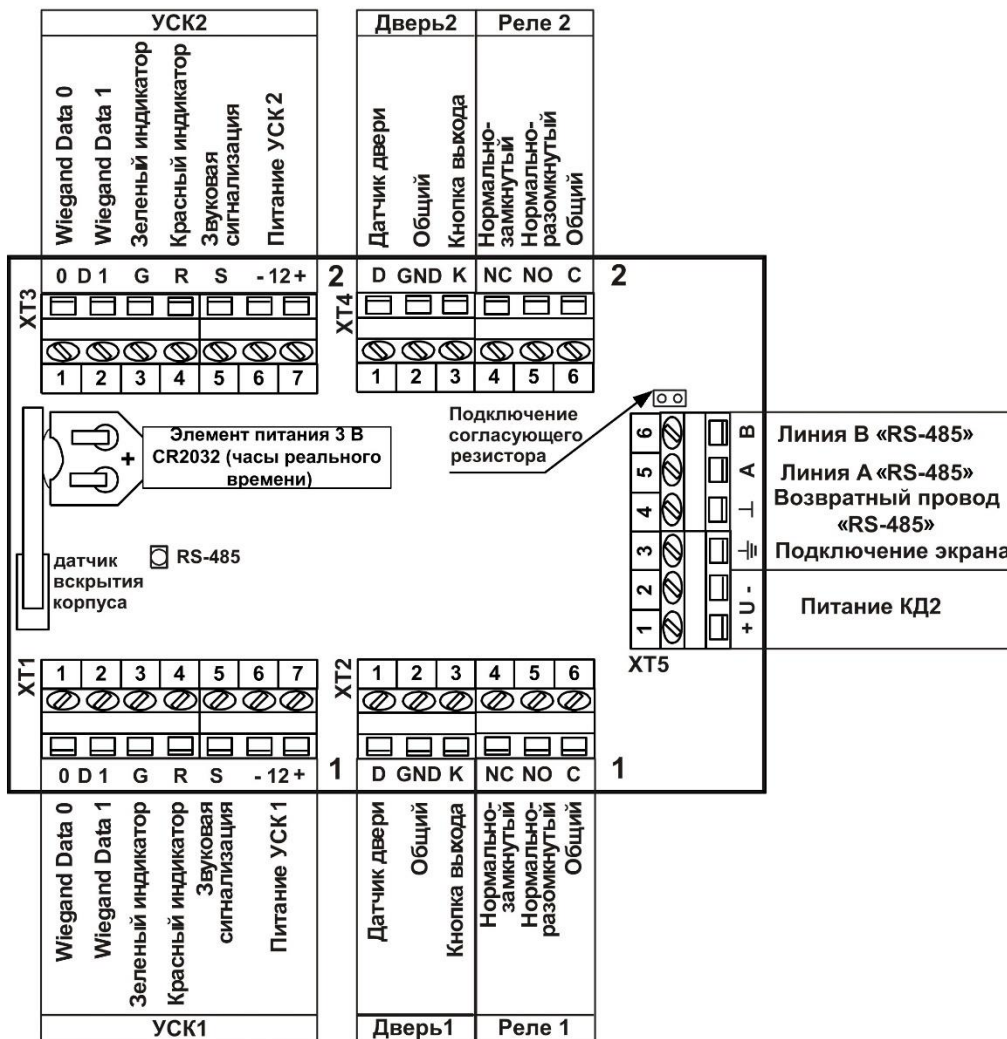 УСК2
Дверь2
Реле 2
Wiegand Data 0
Wiegand Data 1
Зеленый индикатор
Красный индикатор
Звуковая
сигнализация
Питание УСК 2
Датчик двери
Общий
Кнопка выхода
Нормально-
замкнутый
Нормально-
разомкнутый
Общий
0 D 1 G R S - 12 +
2
D GND K NC NO C
2
XT3
XT4
1 2 3 4 5 6 7
1 2 3 4 5 6
+
Элемент питания 3 В
CR2032 (часы реального
времени)
Подключение
согласующего
резистора
6 B Линия В «RS-485»
5 A Линия А «RS-485»
4 ⊥ Возвратный провод
«RS-485»
3 Подключение экрана
2 -
U Питание КД2
1 +
XT5
датчик
вскрытия
корпуса
RS-485
XT1
XT2
1 2 3 4 5 6 7
1 2 3 4 5 6
0 D 1 G R S - 12 +
1
D GND K NC NO C
1
Wiegand Data 0
Wiegand Data 1
Зеленый индикатор
Красный индикатор
Звуковая
сигнализация
Питание УСК 1
Датчик двери
Общий
Кнопка выхода
Нормально-
замкнутый
Нормально-
разомкнутый
Общий
УСК1
Дверь1
Реле 1